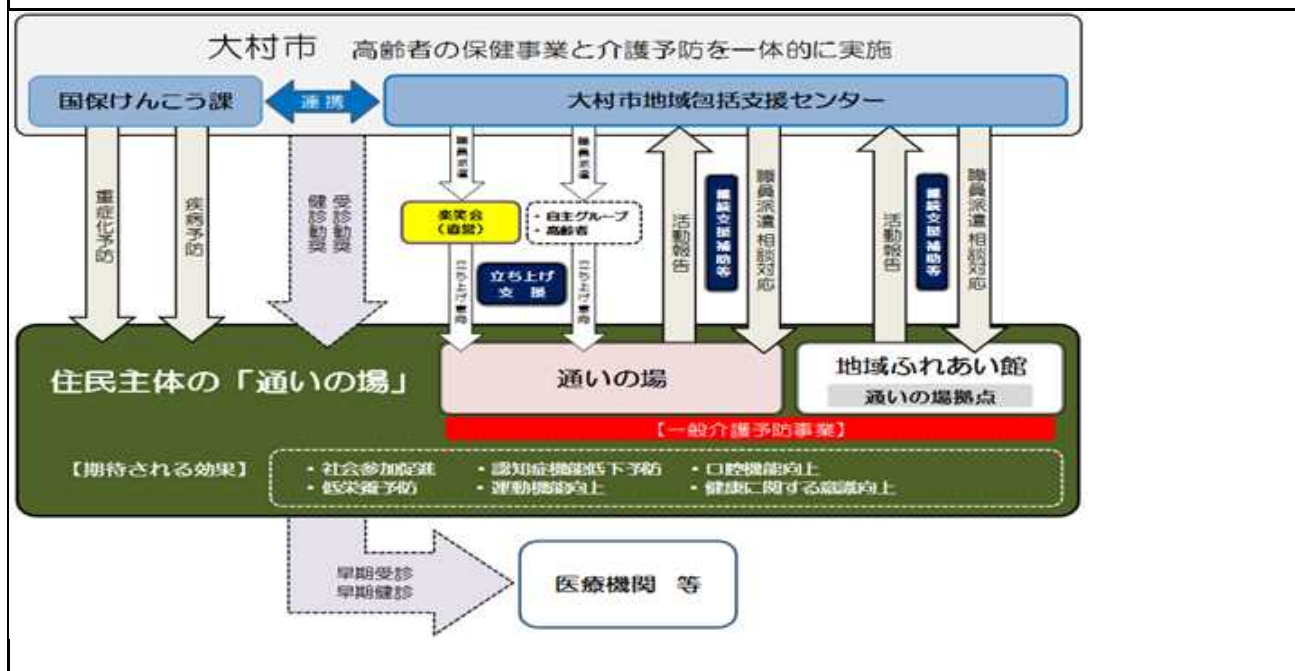 大村市 高齢者の保健事業と介護予防を一体的に実施
国保けんこう課
連携
大村市地域包括支援センター
重症化予防
疾病予防
受診勧奨
健診勧奨
職員派遣
楽笑会
(直営)
職員派遣
・自主グループ
・高齢者
立ち上げ
支 援
活動報告
継続支援補助等
職員派遣 相談対応
活動報告
継続支援補助等
職員派遣 相談対応
住民主体の「通いの場」
通いの場
地域ふれあい館
通いの場拠点
【一般介護予防事業】
【期待される効果】
・社会参加促進 ・認知症機能低下予防 ・口腔機能向上
・低栄養予防 ・運動機能向上 ・健康に関する意識向上
早期受診
早期健診
医療機関 等